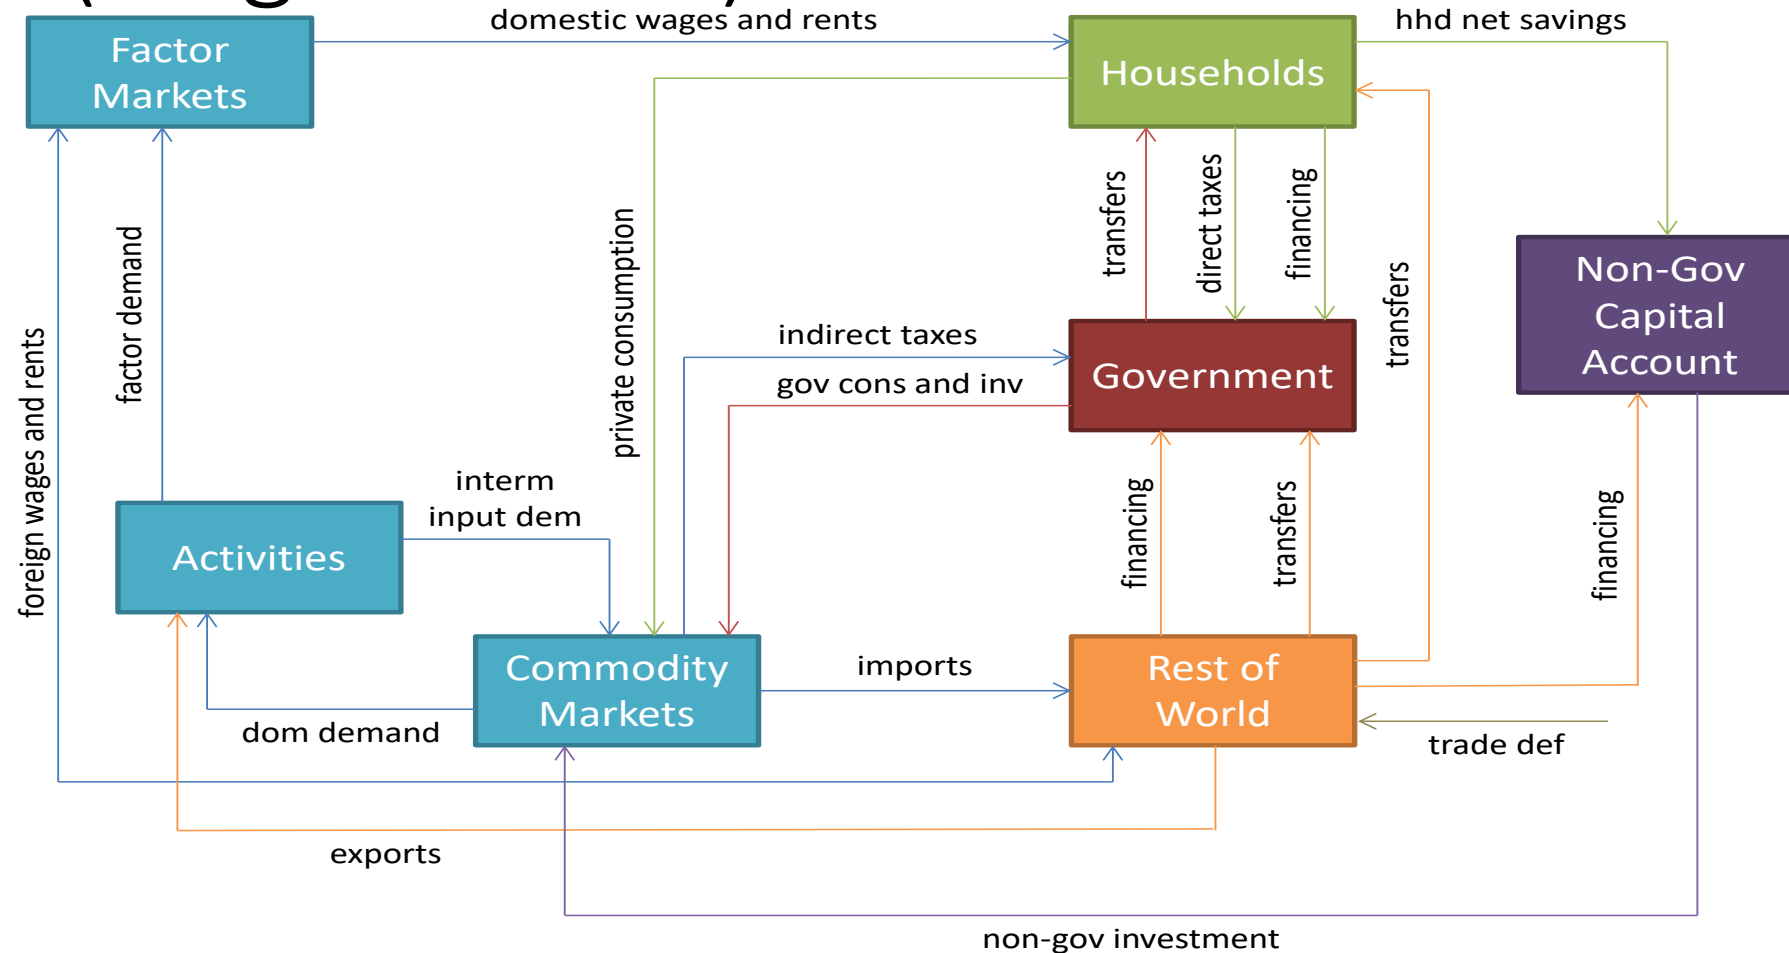 domestic wages and rents
hhd net savings
Factor
Markets
Households
transfers
direct taxes
financing
private consumption
factor demand
foreign wages and rents
transfers
Non-Gov
Capital
Account
indirect taxes
gov cons and inv
Government
interm
input dem
Activities
financing
transfers
financing
Commodity
Markets
imports
Rest of
World
dom demand
trade def
exports
non-gov investment